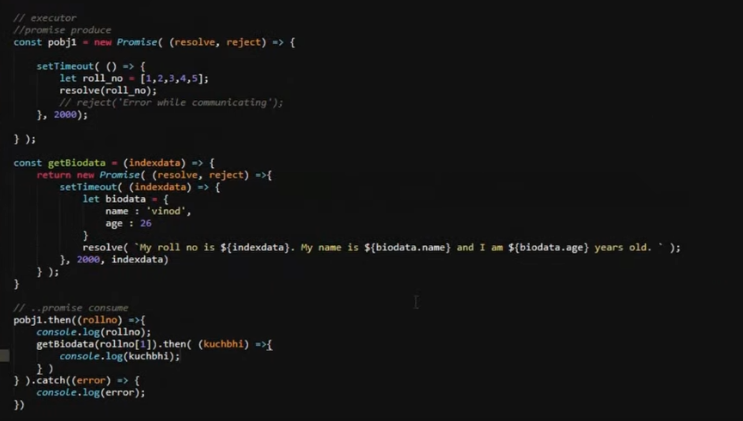 // executor
//promise produce
const pobj1 = new Promise( (resolve, reject) => {
setTimeout( () => {
let roll_no = [1,2,3,4,5];
resolve(roll_no);
// reject('Error while communicating');
}, 2000);
} );
const getBiodata = (indexdata) => {
return new Promise( (resolve, reject) =>{
setTimeout( (indexdata) => {
let biodata = {
name : 'vinod',
age : 26
}
resolve( `My roll no is ${indexdata}. My name is ${biodata.name} and I am ${biodata.age} years old. ` );
}, 2000, indexdata)
} );
}
// ..promise consume
pobj1.then((rollno) =>{
console.log(rollno);
getBiodata(rollno[1]).then( (kuchbhi) =>{
console.log(kuchbhi);
} )
} ).catch((error) => {
console.log(error);
})